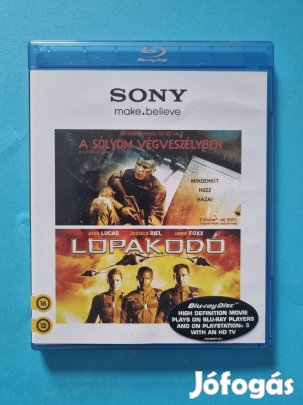 Blu-ray Disc
SONY
make.believe
A SÓLYOM VÉGVESZÉLYBEN
MINDENKIT
HOZZ
HAZA!
JOSH LUCAS JESSICA BIEL JAMIE FOXX
LOPAKODÓ
16
12
Blu-ray Disc
HIGH DEFINITION MOVIE
PLAYS ON BLU-RAY PLAYERS
AND ON PLAYSTATION 3
WITH AN HD TV
Jófogás